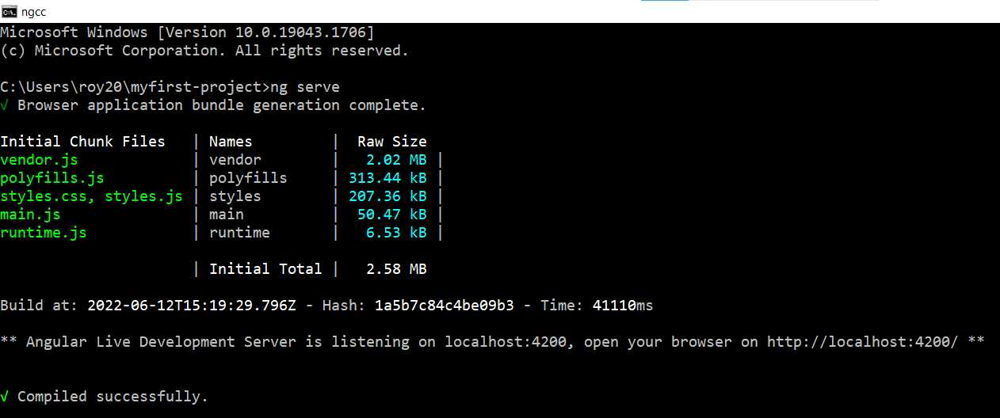 ngcc
Microsoft Windows [Version 10.0.19043.1706]
(c) Microsoft Corporation. All rights reserved.
C:\Users\roy20\myfirst-project>ng serve
√ Browser application bundle generation complete.
Initial Chunk Files | Names | Raw Size
vendor.js | vendor | 2.02 MB |
polyfills.js | polyfills | 313.44 kB |
styles.css, styles.js | styles | 207.36 kB |
main.js | main | 50.47 kB |
runtime.js | runtime | 6.53 kB |
| Initial Total | 2.58 MB
Build at: 2022-06-12T15:19:29.796Z - Hash: 1a5b7c84c4be09b3 - Time: 41110ms
** Angular Live Development Server is listening on localhost:4200, open your browser on http://localhost:4200/ **
√ Compiled successfully.